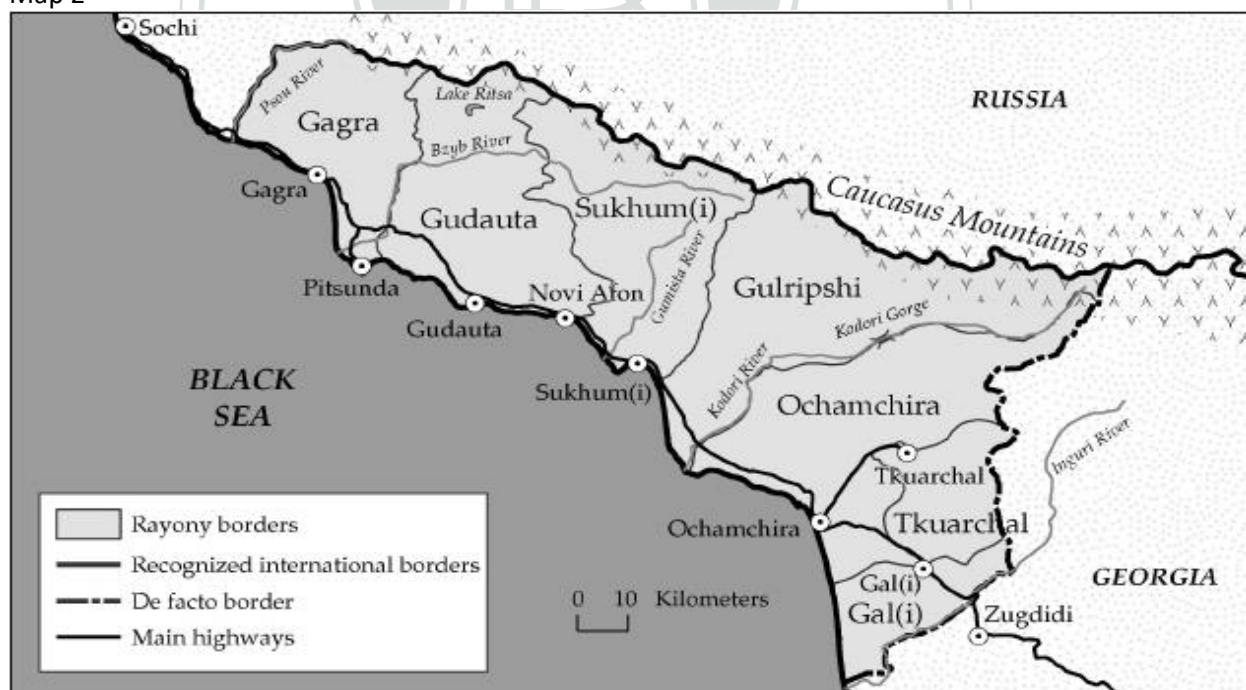 Map 2
Sochi
RUSSIA
Psou River
Lake Ritsa
Gagra
Bzyb River
Gagra
Caucasus Mountains
Gudauta
Sukhum(i)
Gumista River
Pitsunda
Novi Afon
Gulripshi
Gudauta
Kodori Gorge
BLACK
SEA
Sukhum(i)
Kodori River
Ochamchira
Inguri River
Tkuarchal
Ochamchira
Tkuarchal
Gal(i)
GEORGIA
Gal(i)
Zugdidi
Rayony borders
Recognized international borders
De facto border
Main highways
0 10 Kilometers